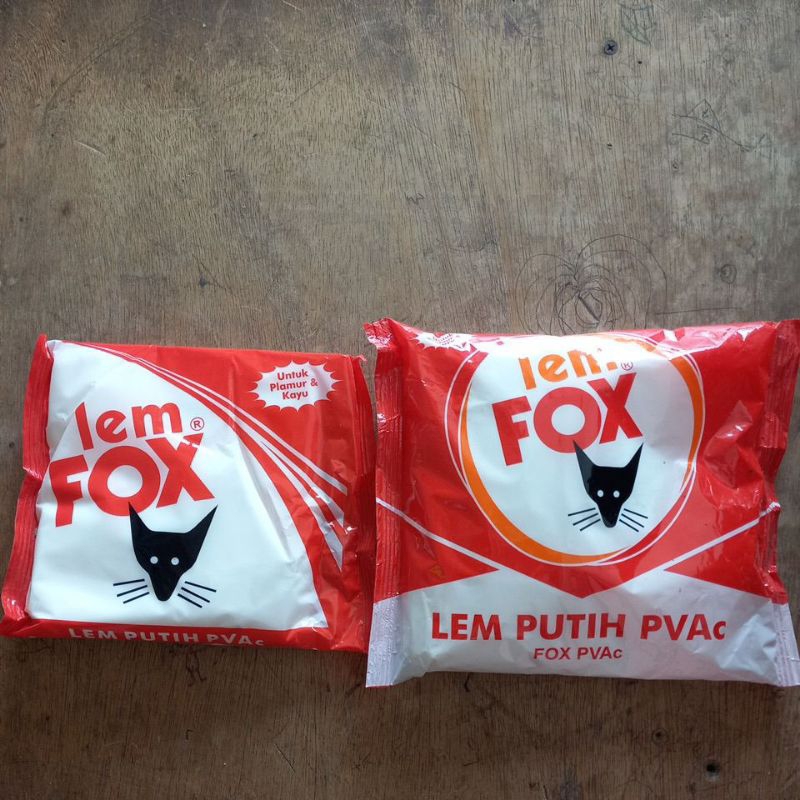 Untuk
Plamur &
Kayu
lem
FOX®
LEM PUTIH PVAc
lem®
FOX
LEM PUTIH PVAc
FOX PVAc